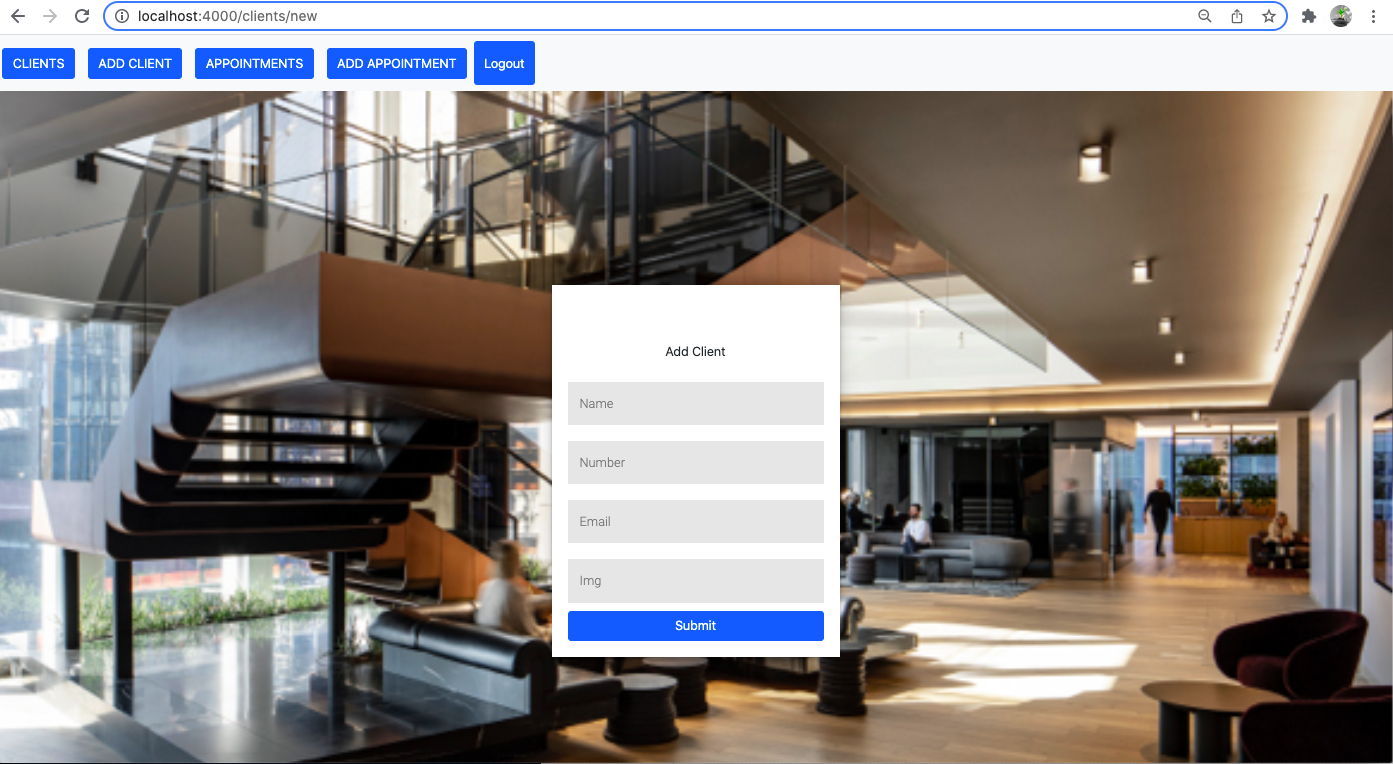 localhost:4000/clients/new
CLIENTS ADD CLIENT APPOINTMENTS ADD APPOINTMENT Logout
Add Client
Name
Number
Email
Img
Submit